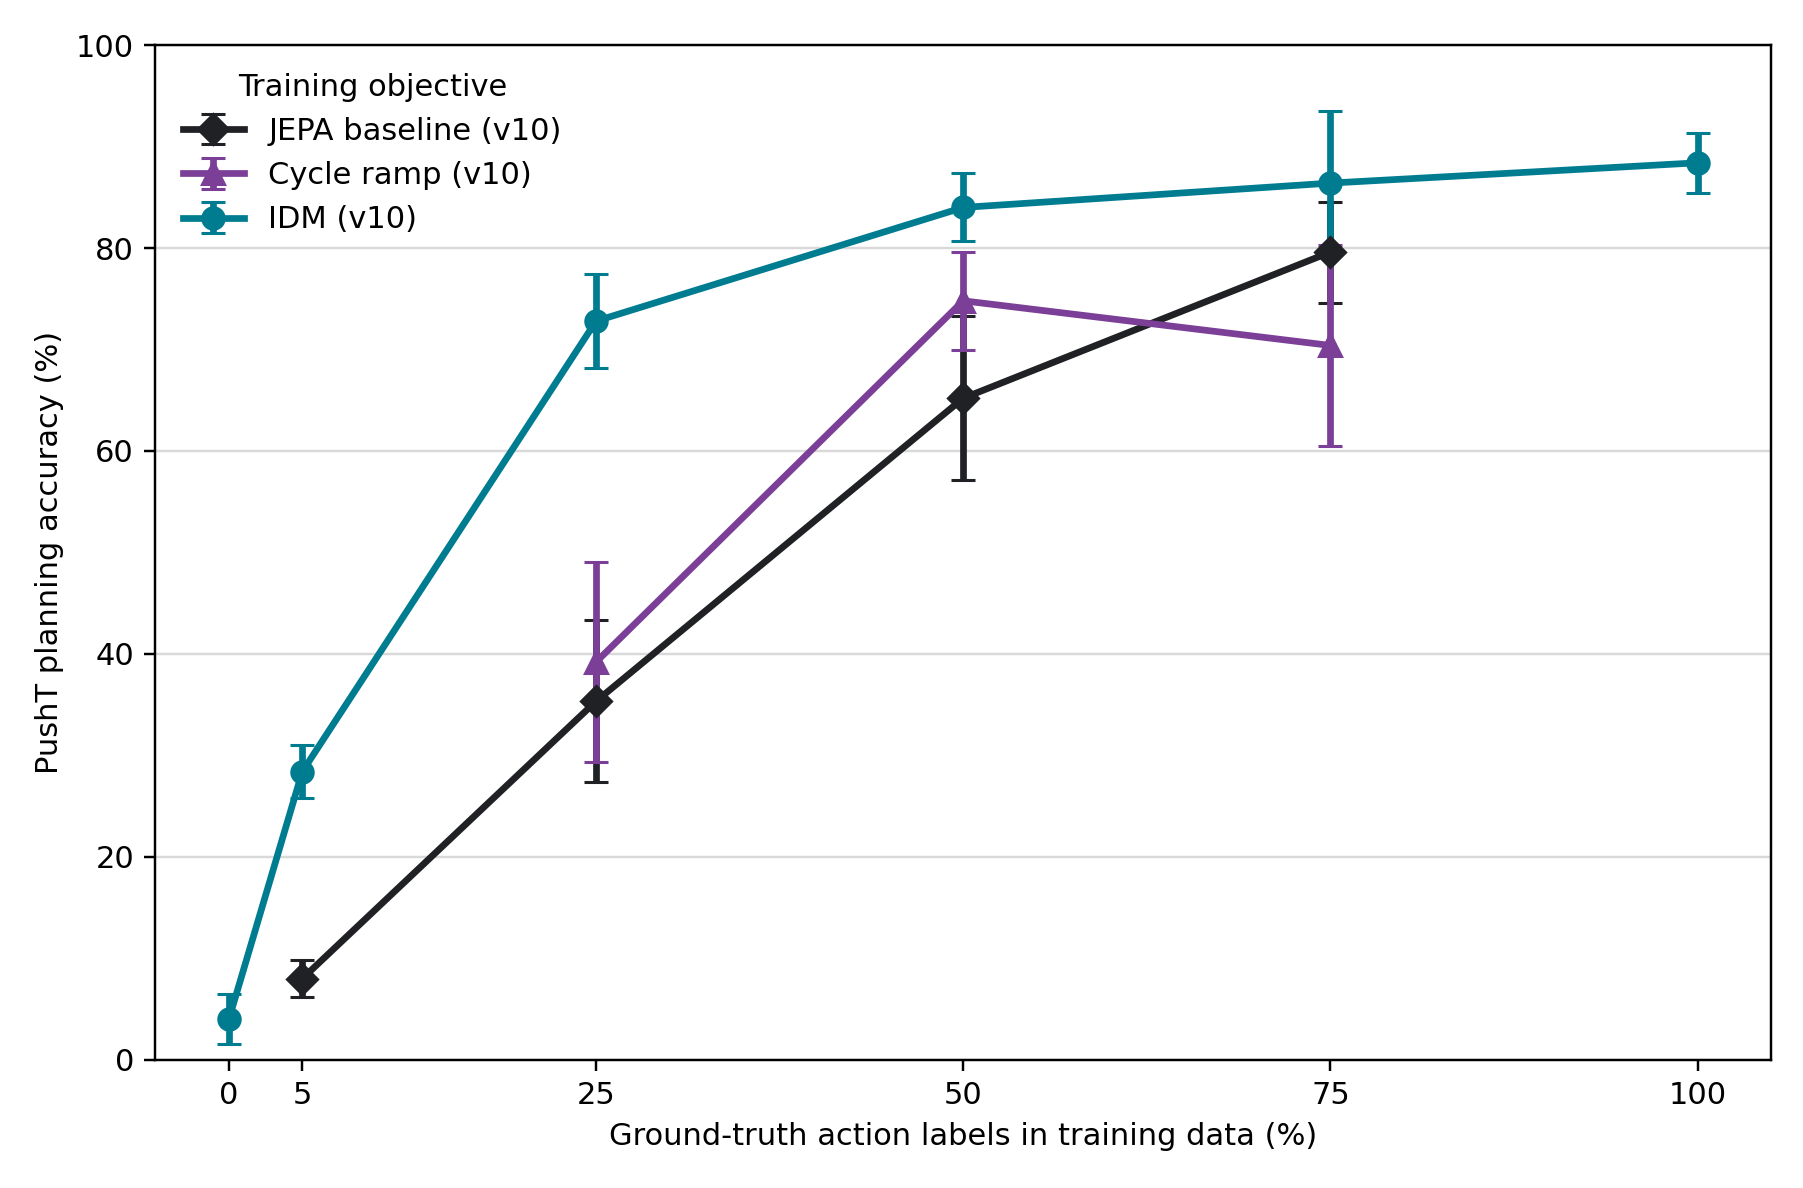 100
80
60
40
20
0
PushT planning accuracy (%)
Training objective
JEPA baseline (v10)
Cycle ramp (v10)
IDM (v10)
0 5 25 50 75 100
Ground-truth action labels in training data (%)